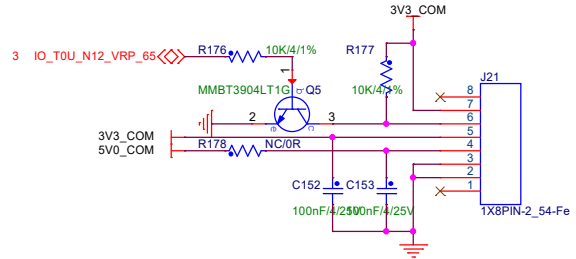 3V3_COM
3 IO_T0U_N12_VRP_65
R176
10K/4/1%
R177
J21
1
b
MMBT3904LT1G
Q5
10K/4/1%
8
7
2
e
c
3
6
3V3_COM
5
5V0_COM
R178
NC/0R
4
3
2
1
C152
C153
100nF/4/25V
100nF/4/25V
1X8PIN-2_54-Fe